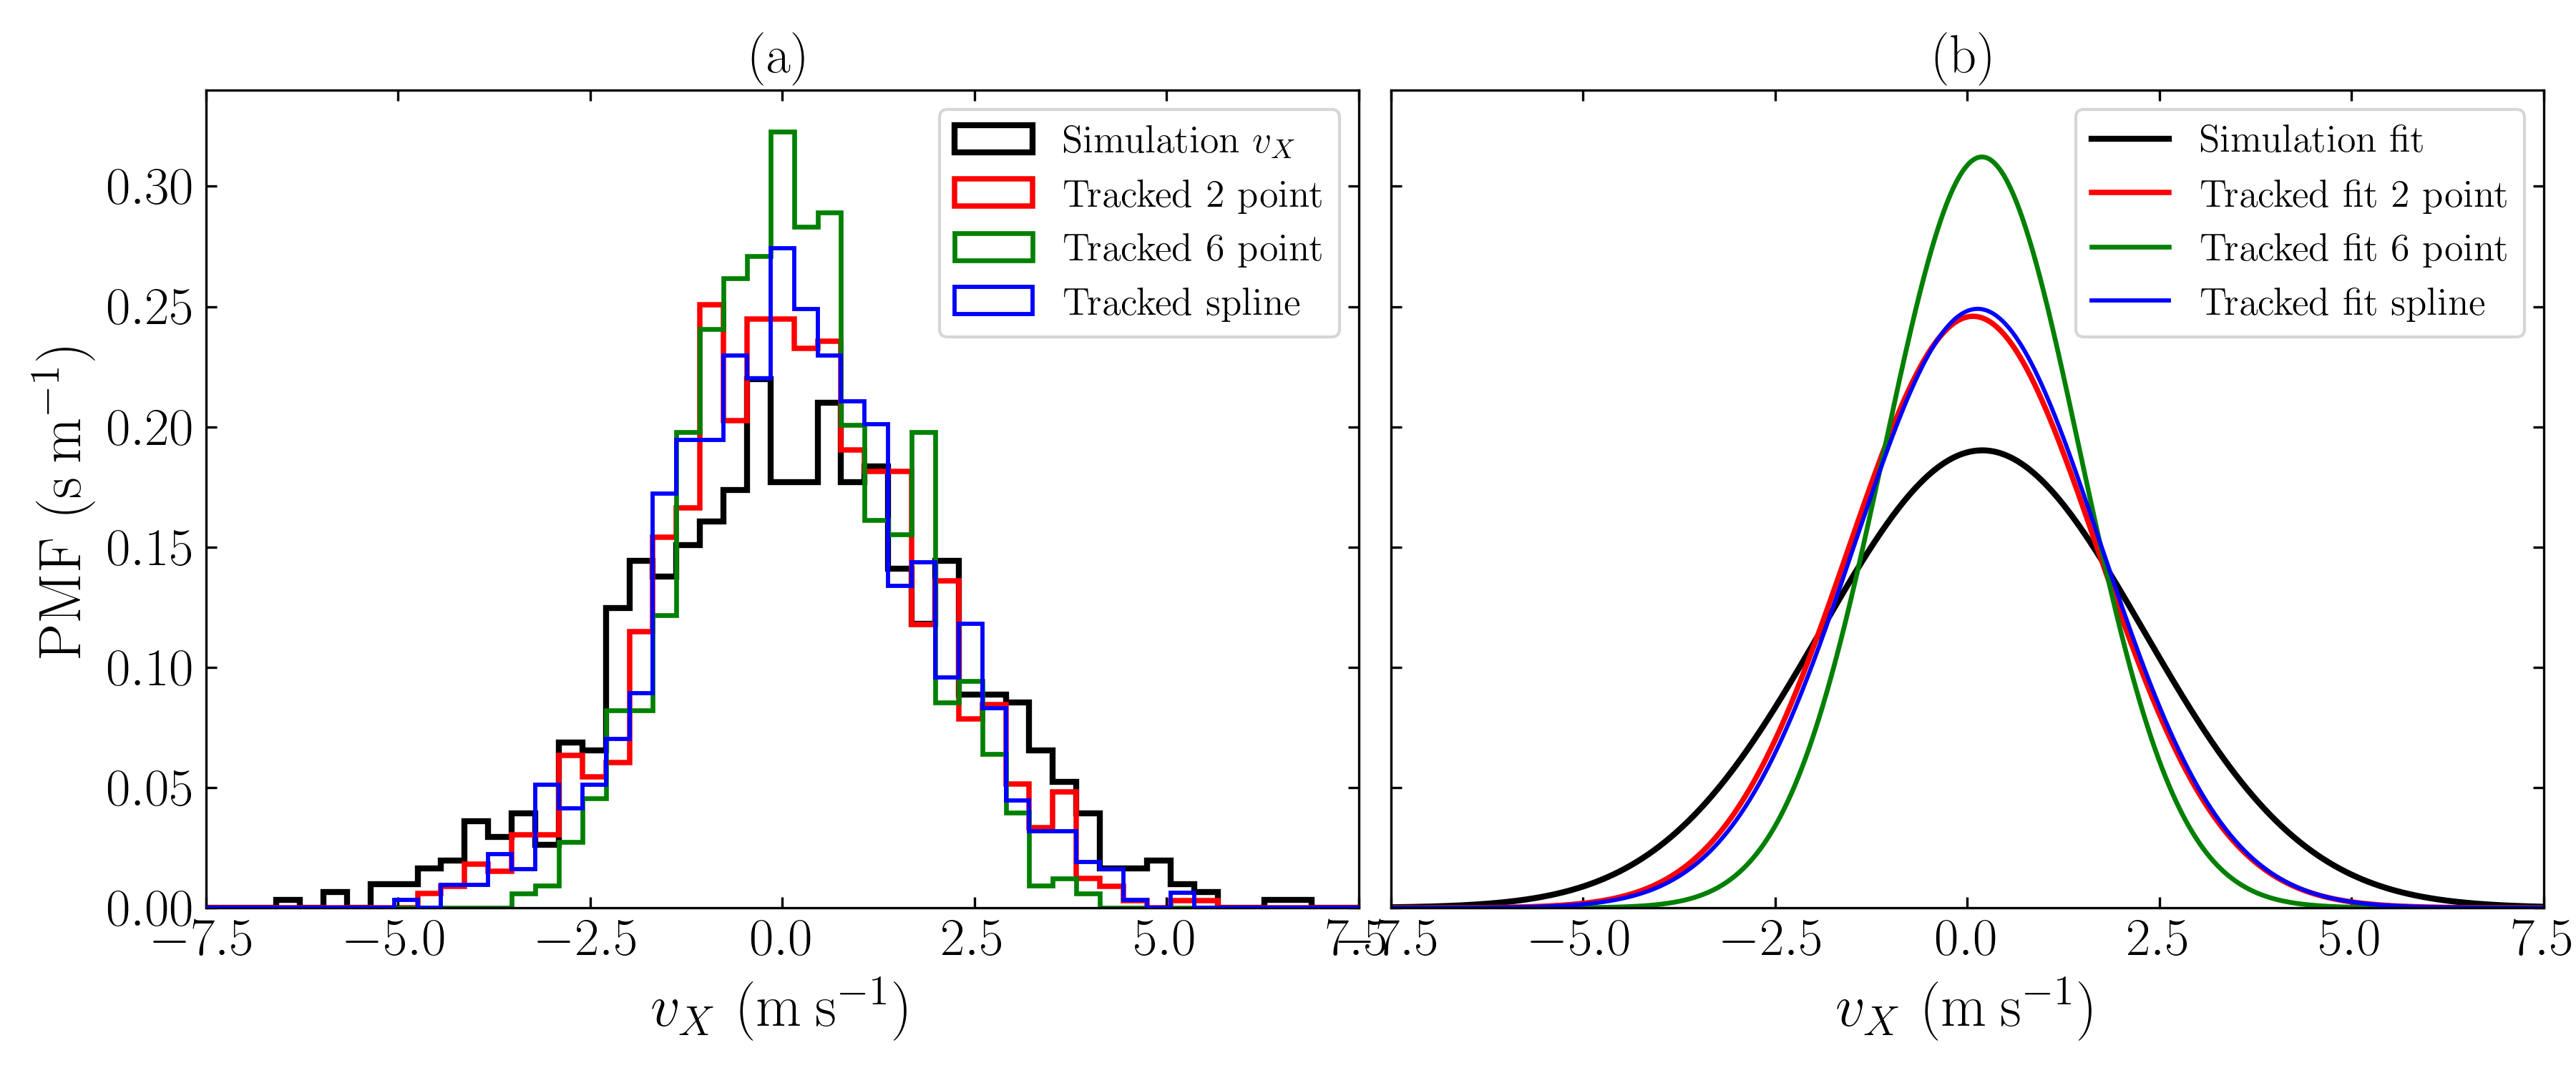 (a)
(b)
PMF (s m⁻¹)
0.30
0.25
0.20
0.15
0.10
0.05
0.00
Simulation v_X
Tracked 2 point
Tracked 6 point
Tracked spline
Simulation fit
Tracked fit 2 point
Tracked fit 6 point
Tracked fit spline
−7.5 −5.0 −2.5 0.0 2.5 5.0 7.5
−7.5 −5.0 −2.5 0.0 2.5 5.0 7.5
v_X (m s⁻¹)
v_X (m s⁻¹)